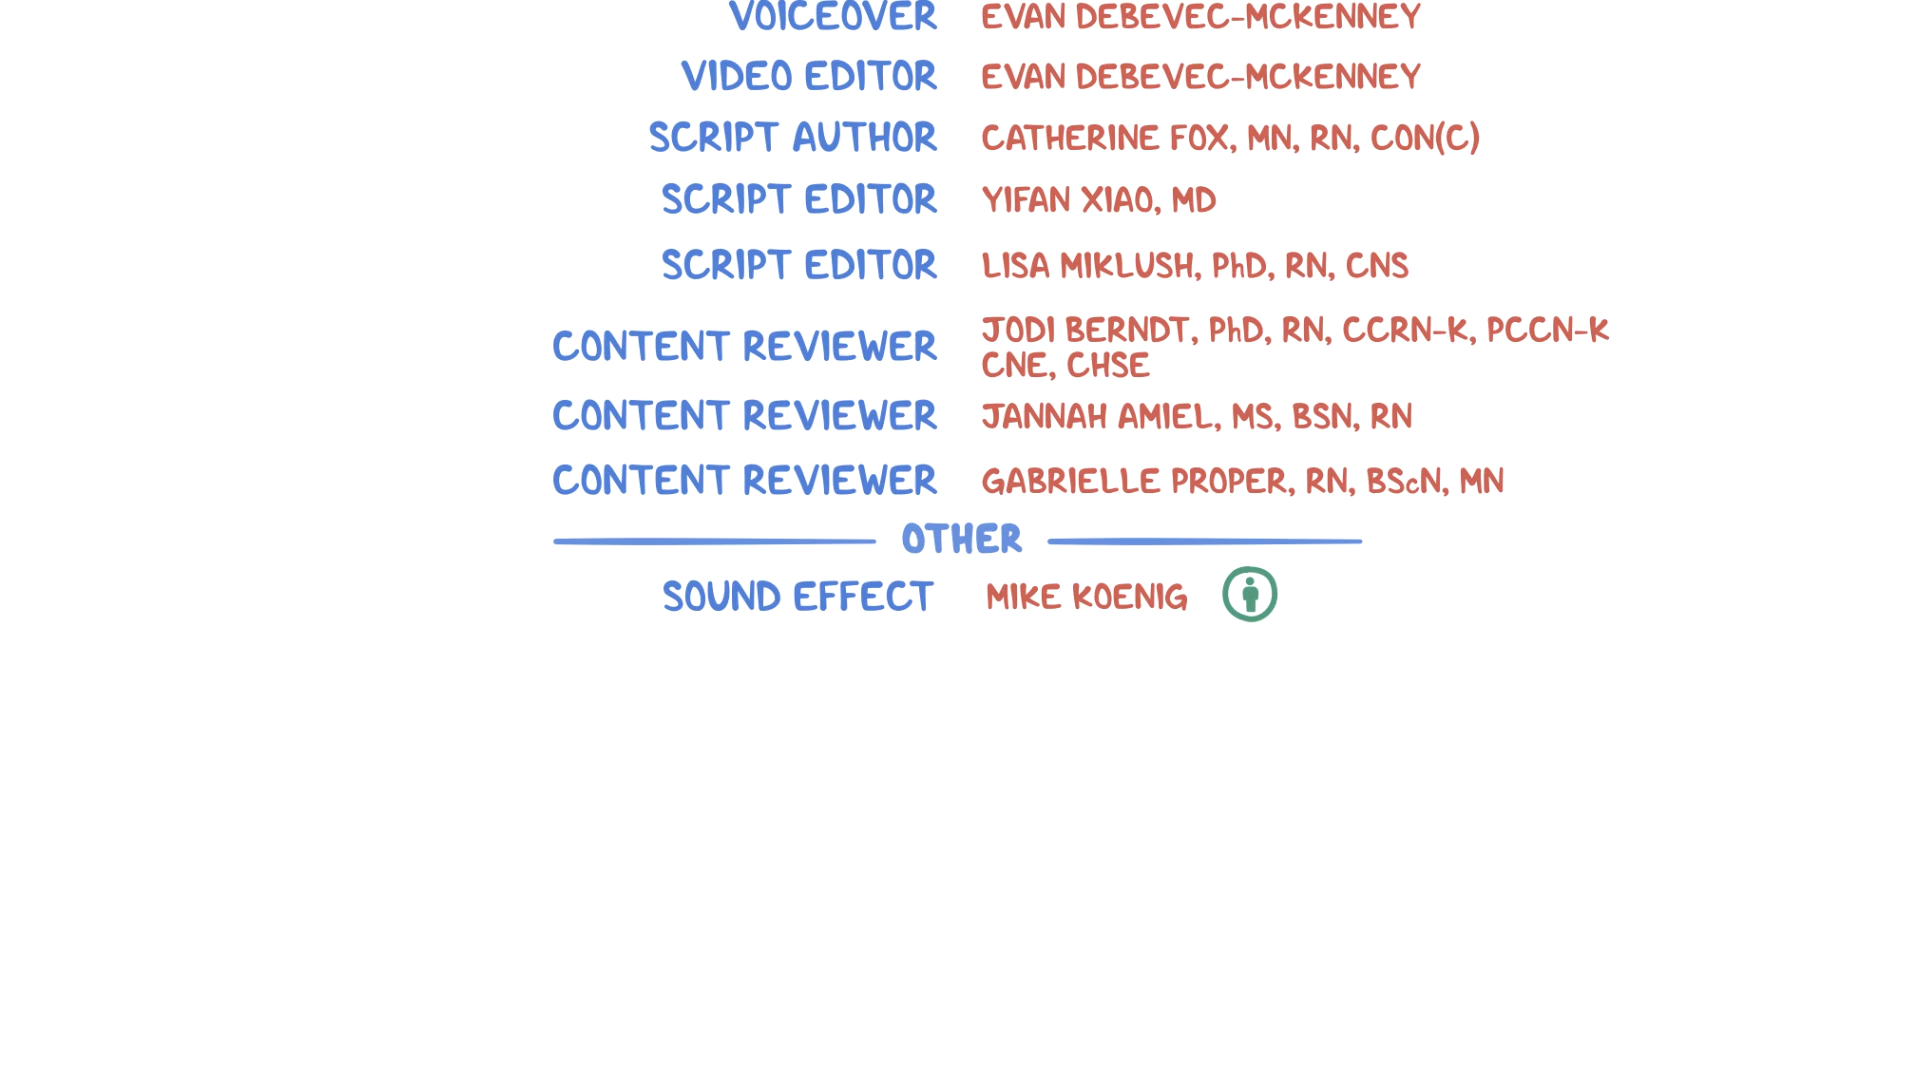 VOICEOVER EVAN DEBEVEC-MCKENNEY
VIDEO EDITOR EVAN DEBEVEC-MCKENNEY
SCRIPT AUTHOR CATHERINE FOX, MN, RN, CON(C)
SCRIPT EDITOR YIFAN XIAO, MD
SCRIPT EDITOR LISA MIKLUSH, PhD, RN, CNS
CONTENT REVIEWER JODI BERNDT, PhD, RN, CCRN-K, PCCN-K
CNE, CHSE
CONTENT REVIEWER JANNAH AMIEL, MS, BSN, RN
CONTENT REVIEWER GABRIELLE PROPER, RN, BScN, MN
OTHER
SOUND EFFECT MIKE KOENIG